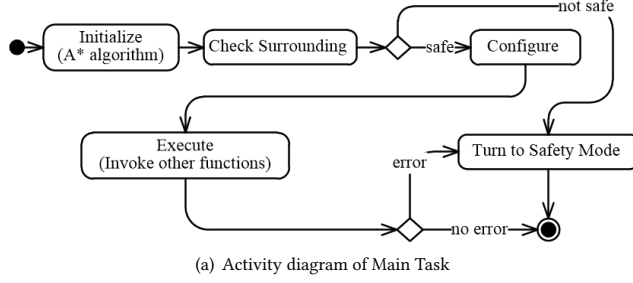 not safe
Initialize
(A* algorithm)
Check Surrounding
safe
Configure
Execute
(Invoke other functions)
error
Turn to Safety Mode
no error
(a) Activity diagram of Main Task